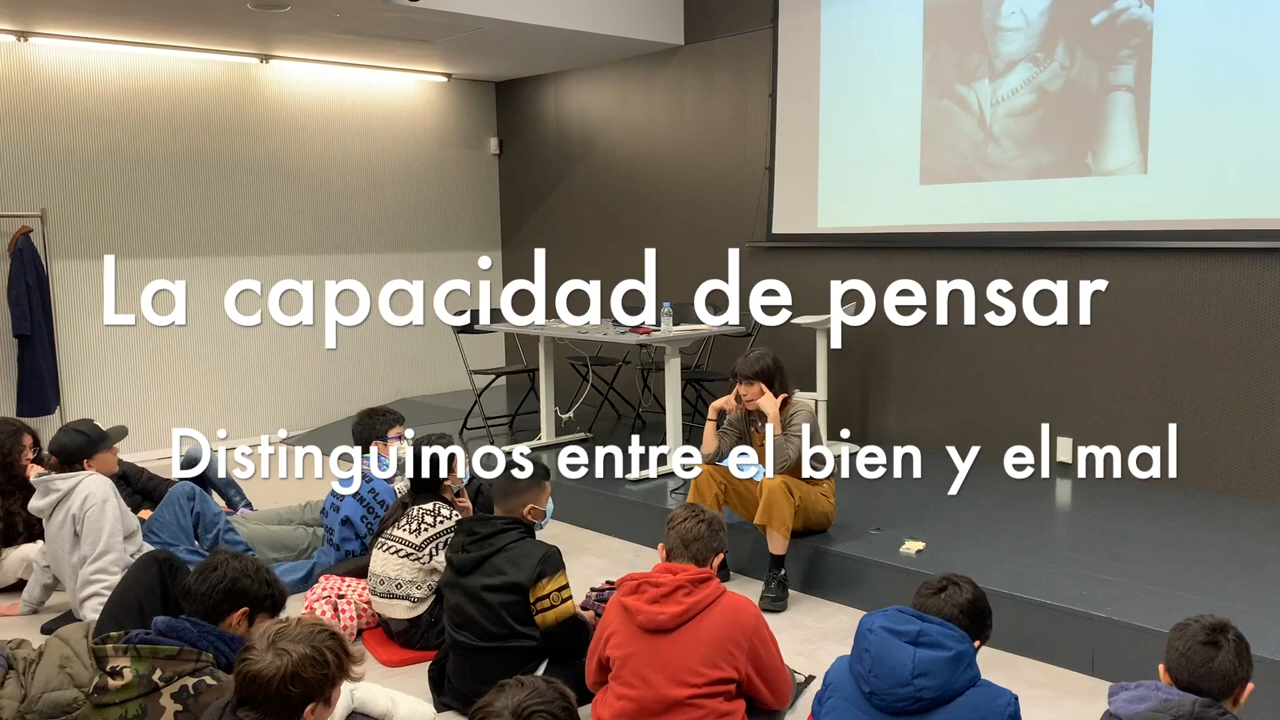 La capacidad de pensar
Distinguimos entre el bien y el mal